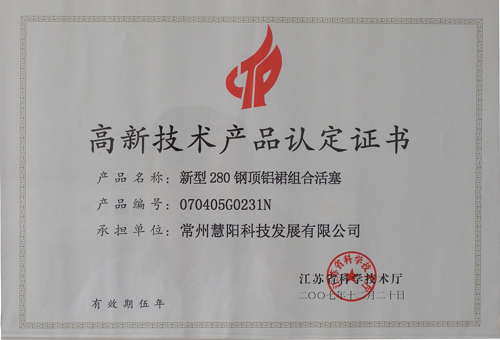 高新技术产品认定证书
产品名称：新型 280 钢顶铝裙组合活塞
产品编号：070405G0231N
承担单位：常州慧阳科技发展有限公司
江苏省科学技术厅
二〇〇七年十二月二十日
有效期伍年